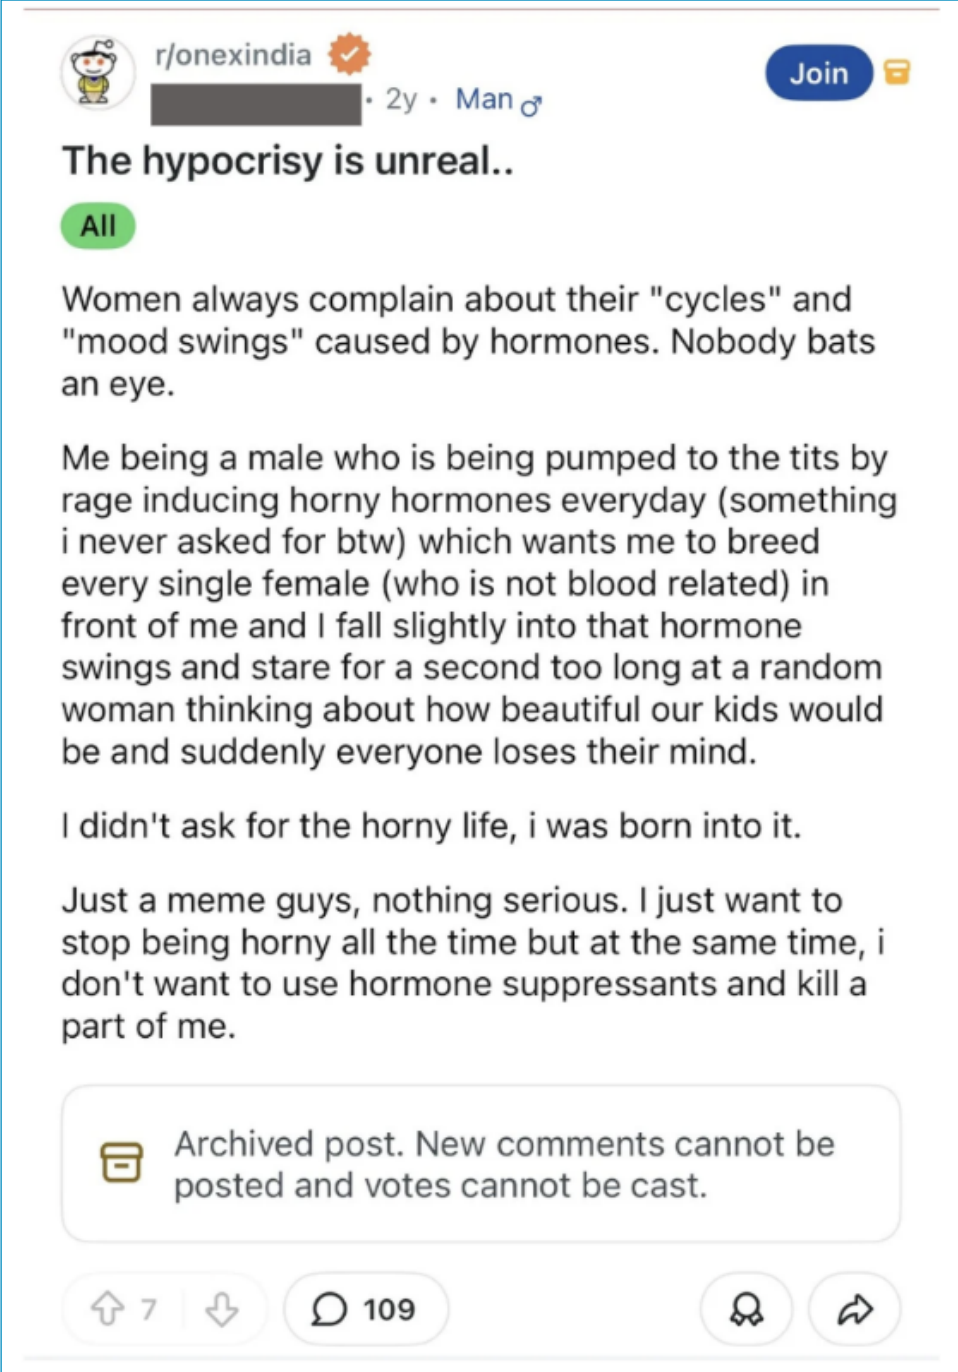 r/onexindia
• 2y • Man ♂
Join
The hypocrisy is unreal..
All
Women always complain about their "cycles" and
"mood swings" caused by hormones. Nobody bats
an eye.
Me being a male who is being pumped to the tits by
rage inducing horny hormones everyday (something
i never asked for btw) which wants me to breed
every single female (who is not blood related) in
front of me and I fall slightly into that hormone
swings and stare for a second too long at a random
woman thinking about how beautiful our kids would
be and suddenly everyone loses their mind.
I didn't ask for the horny life, i was born into it.
Just a meme guys, nothing serious. I just want to
stop being horny all the time but at the same time, i
don't want to use hormone suppressants and kill a
part of me.
Archived post. New comments cannot be
posted and votes cannot be cast.
7
109